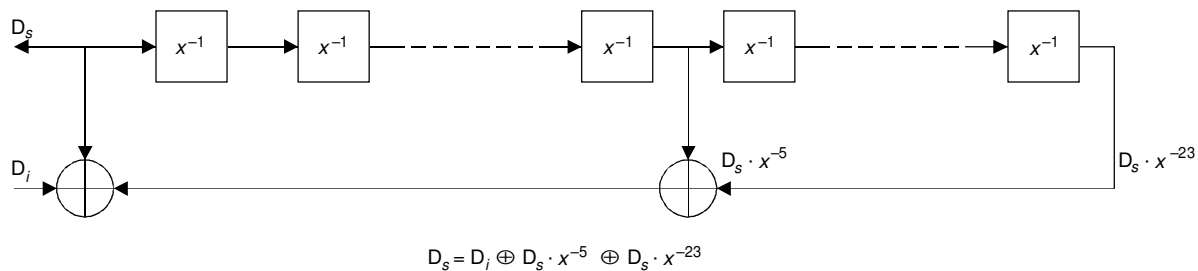 Dₛ
x⁻¹ x⁻¹ x⁻¹ x⁻¹ x⁻¹
Dᵢ
Dₛ · x⁻⁵
Dₛ · x⁻²³
Dₛ = Dᵢ ⊕ Dₛ · x⁻⁵ ⊕ Dₛ · x⁻²³